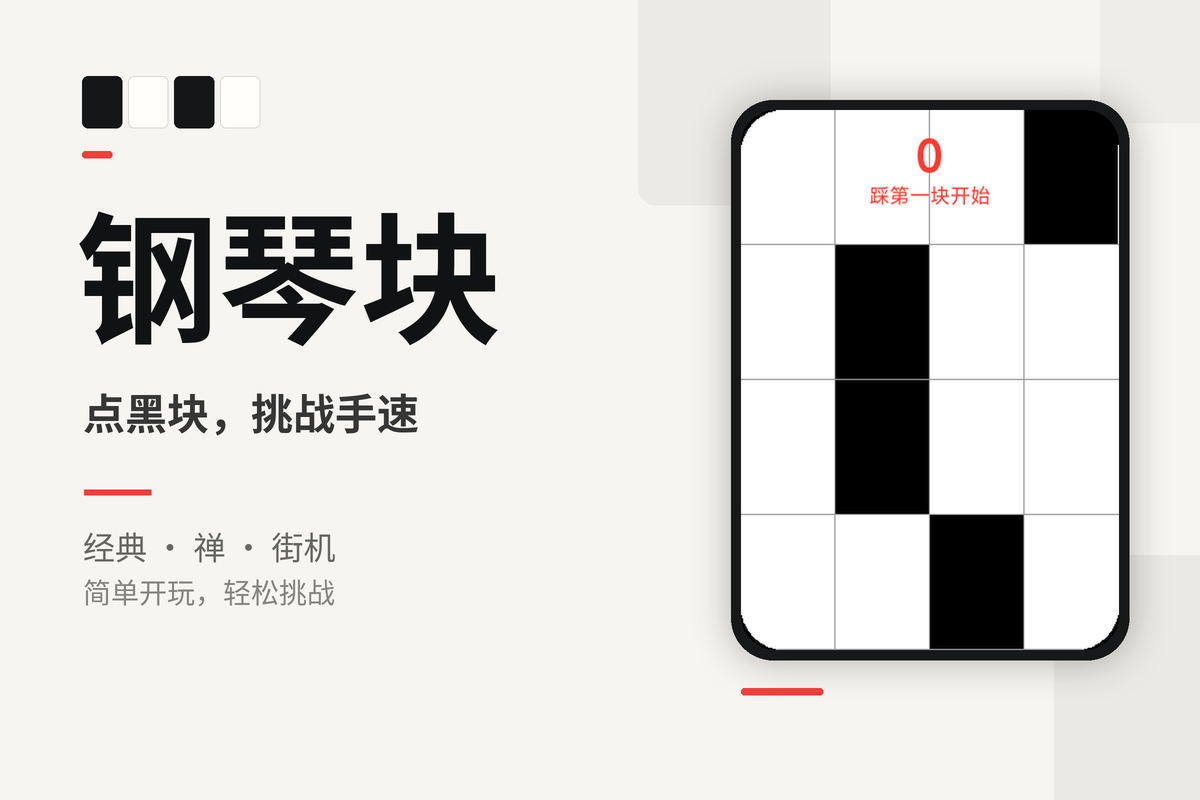 钢琴块
点黑块，挑战手速
经典 · 禅 · 街机
简单开玩，轻松挑战
0
踩第一块开始